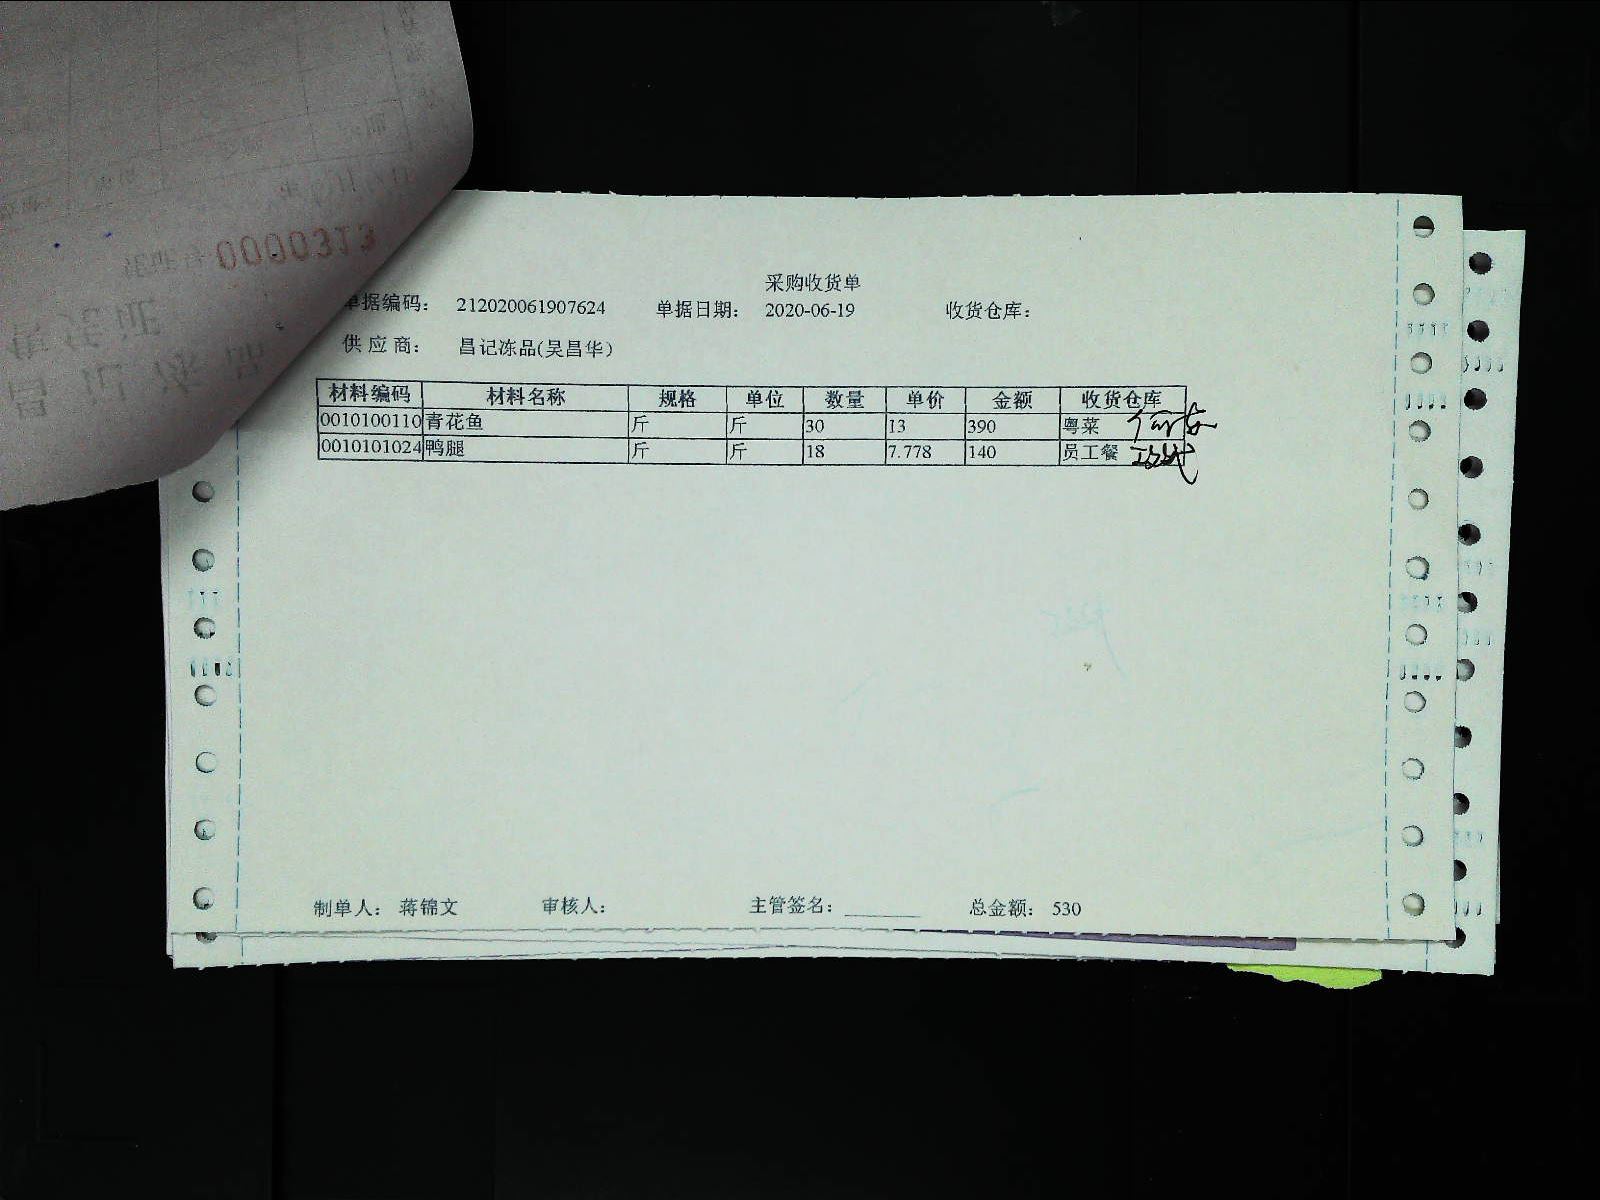 0000313
采购收货单
单据编码： 212020061907624 单据日期： 2020-06-19 收货仓库：
供应商： 昌记冻品(吴昌华)
材料编码 材料名称 规格 单位 数量 单价 金额 收货仓库
0010100110 青花鱼 斤 斤 30 13 390 粤菜
0010101024 鸭腿 斤 斤 18 7.778 140 员工餐
制单人： 蒋锦文 审核人： 主管签名： 总金额： 530